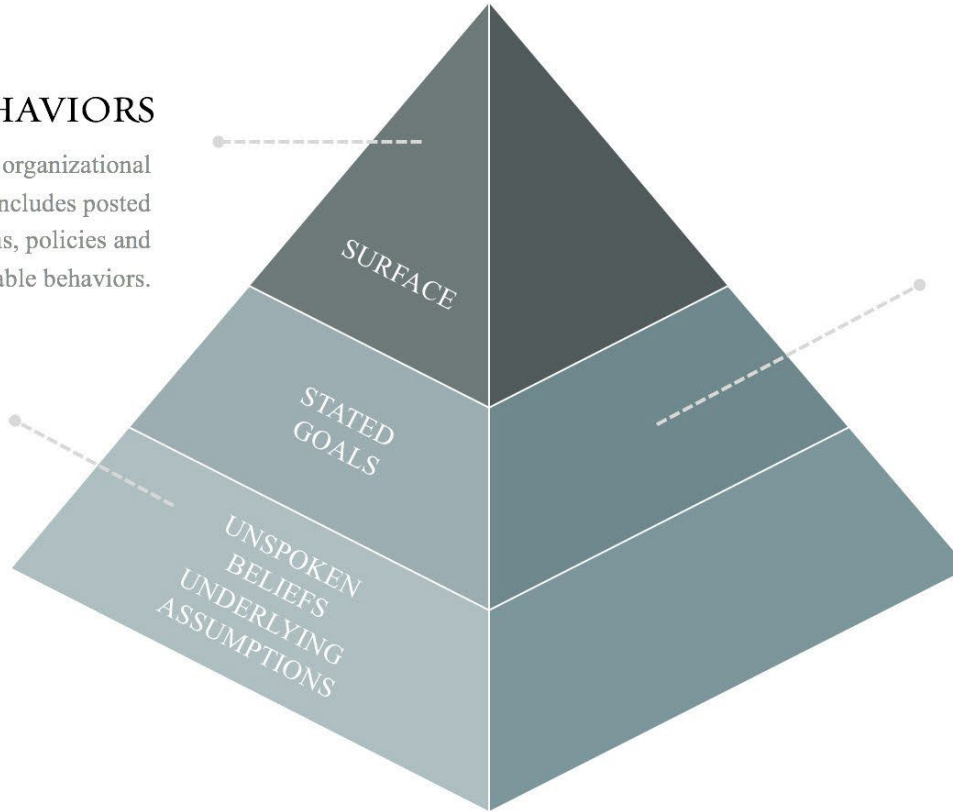 HAVIORS
organizational
ncludes posted
s, policies and
able behaviors.
SURFACE
STATED
GOALS
UNSPOKEN
BELIEFS
UNDERLYING
ASSUMPTIONS